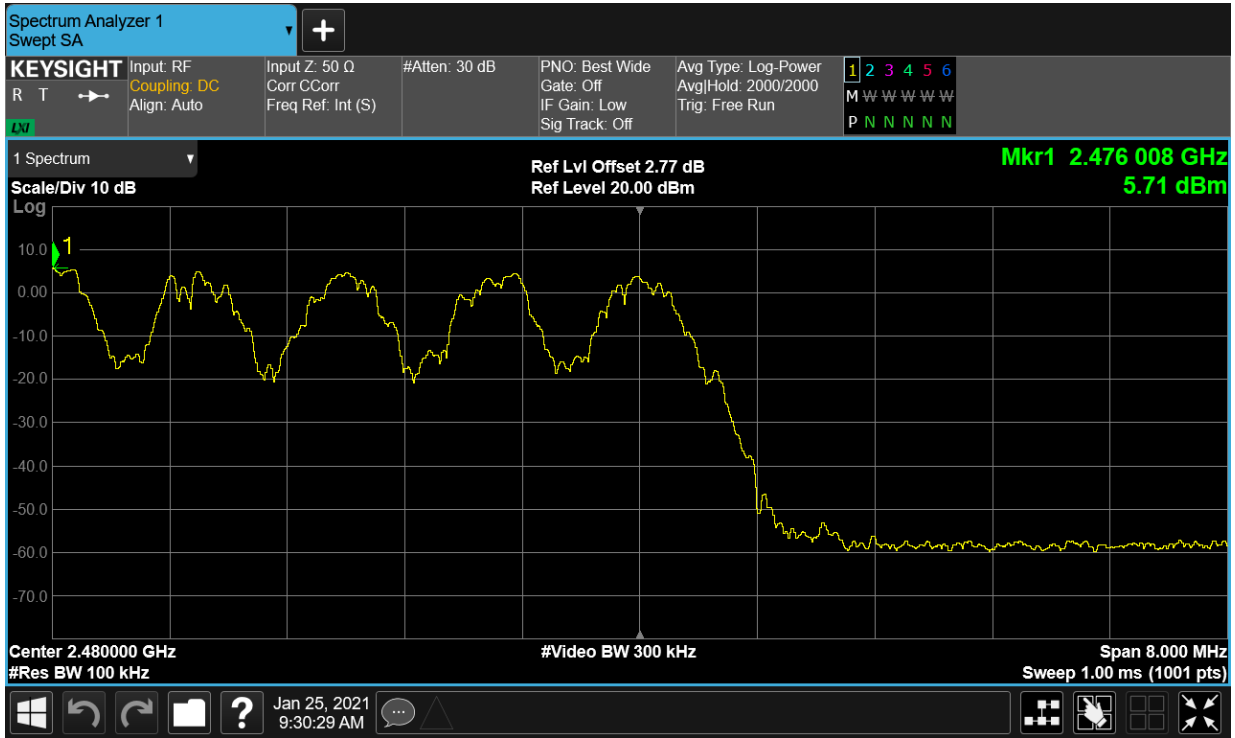 Spectrum Analyzer 1
Swept SA
KEYSIGHT
R T
LXI
Input: RF
Coupling: DC
Align: Auto
Input Z: 50 Ω
Corr CCorr
Freq Ref: Int (S)
#Atten: 30 dB
PNO: Best Wide
Gate: Off
IF Gain: Low
Sig Track: Off
Avg Type: Log-Power
Avg|Hold: 2000/2000
Trig: Free Run
1 2 3 4 5 6
M W W W W W W
P N N N N N N
1 Spectrum
Scale/Div 10 dB
Log
Ref Lvl Offset 2.77 dB
Ref Level 20.00 dBm
Mkr1 2.476 008 GHz
5.71 dBm
1
10.0
0.00
-10.0
-20.0
-30.0
-40.0
-50.0
-60.0
-70.0
Center 2.480000 GHz
#Video BW 300 kHz
Span 8.000 MHz
#Res BW 100 kHz
Sweep 1.00 ms (1001 pts)
?
Jan 25, 2021
9:30:29 AM